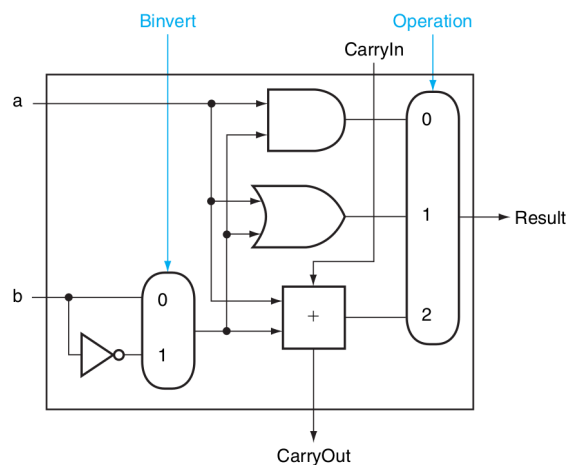 Binvert
Operation
CarryIn
a
0
1
Result
b
0
+
2
1
CarryOut